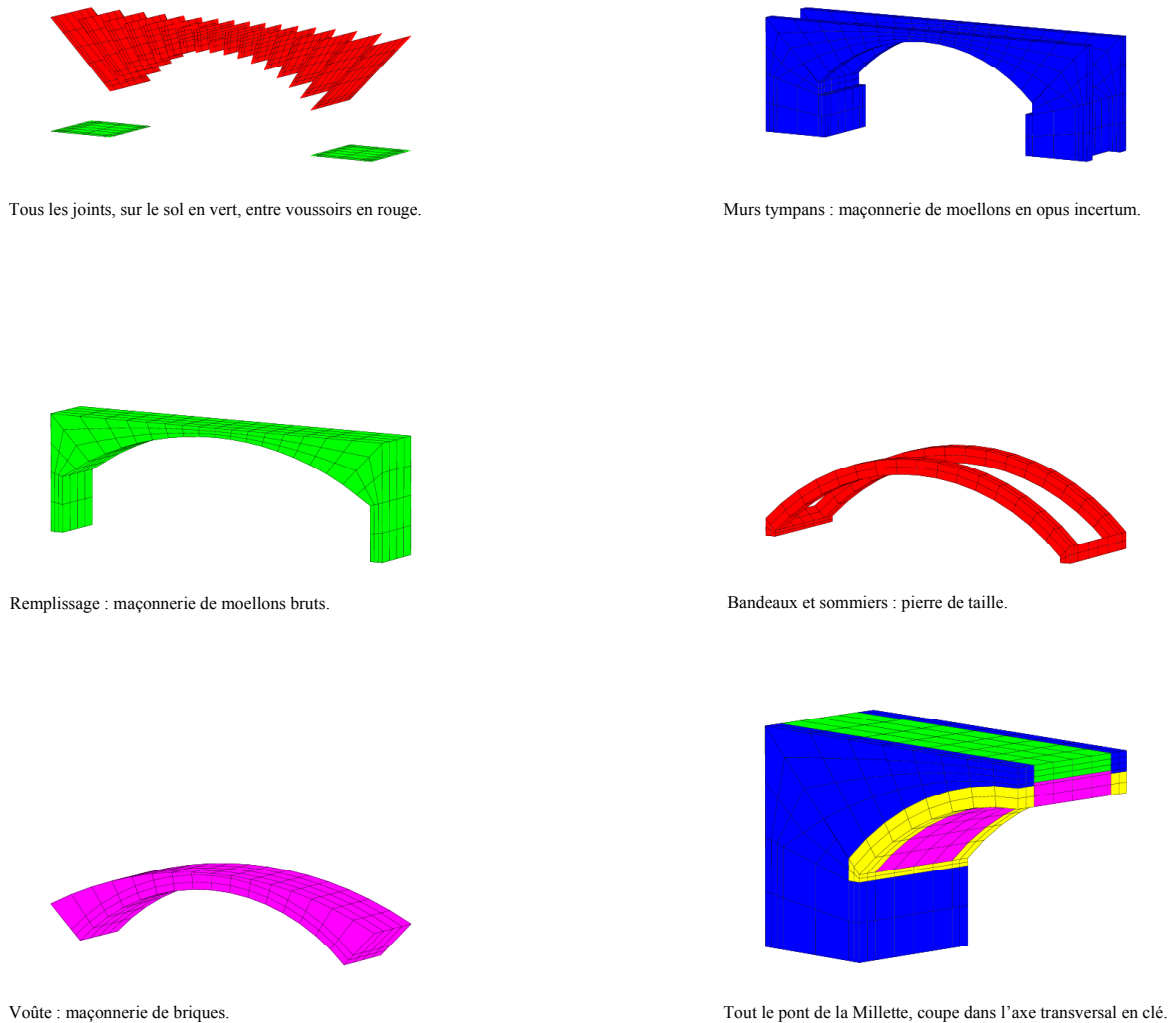 Tous les joints, sur le sol en vert, entre voussoirs en rouge.
Murs tympans : maçonnerie de moellons en opus incertum.
Remplissage : maçonnerie de moellons bruts.
Bandeaux et sommiers : pierre de taille.
Voûte : maçonnerie de briques.
Tout le pont de la Millette, coupe dans l’axe transversal en clé.